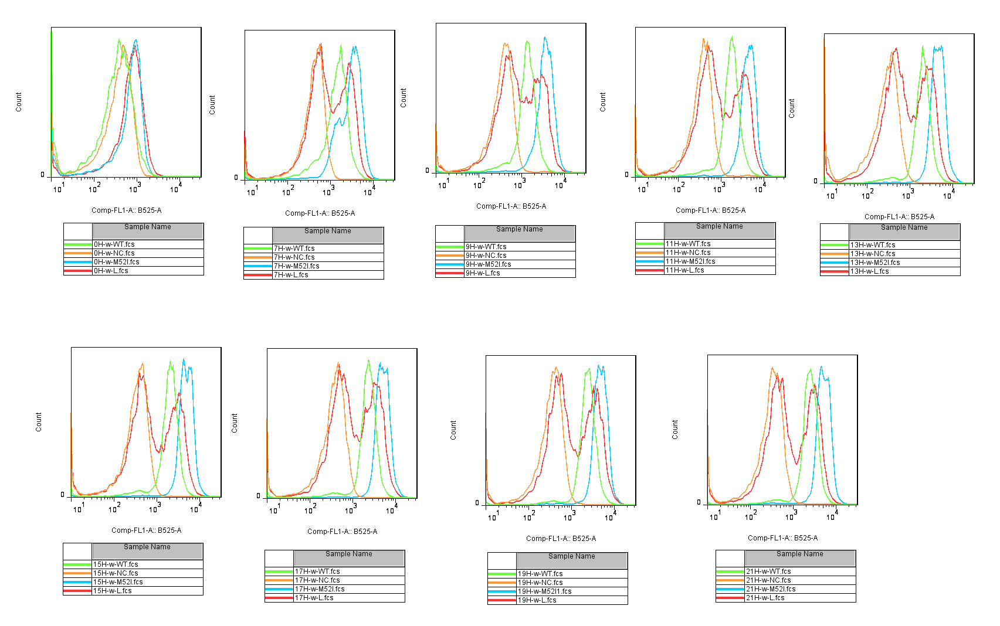 Count
0
10^1 10^2 10^3 10^4
Comp-FL1-A:: B525-A
Sample Name
0H-w-WT.fcs
0H-w-NC.fcs
0H-w-M52I.fcs
0H-w-L.fcs
Count
0
10^1 10^2 10^3 10^4
Comp-FL1-A:: B525-A
Sample Name
7H-w-WT.fcs
7H-w-NC.fcs
7H-w-M52I.fcs
7H-w-L.fcs
Count
0
10^1 10^2 10^3 10^4
Comp-FL1-A:: B525-A
Sample Name
9H-w-WT.fcs
9H-w-NC.fcs
9H-w-M52I.fcs
9H-w-L.fcs
Count
0
10^1 10^2 10^3 10^4
Comp-FL1-A:: B525-A
Sample Name
11H-w-WT.fcs
11H-w-NC.fcs
11H-w-M52I.fcs
11H-w-L.fcs
Count
0
10^1 10^2 10^3 10^4
Comp-FL1-A:: B525-A
Sample Name
13H-w-WT.fcs
13H-w-NC.fcs
13H-w-M52I.fcs
13H-w-L.fcs
Count
0
10^1 10^2 10^3 10^4
Comp-FL1-A:: B525-A
Sample Name
15H-w-WT.fcs
15H-w-NC.fcs
15H-w-M52I.fcs
15H-w-L.fcs
Count
0
10^1 10^2 10^3 10^4
Comp-FL1-A:: B525-A
Sample Name
17H-w-WT.fcs
17H-w-NC.fcs
17H-w-M52I.fcs
17H-w-L.fcs
Count
0
10^1 10^2 10^3 10^4
Comp-FL1-A:: B525-A
Sample Name
19H-w-WT.fcs
19H-w-NC.fcs
19H-w-M52I1.fcs
19H-w-L.fcs
Count
0
10^1 10^2 10^3 10^4
Comp-FL1-A:: B525-A
Sample Name
21H-w-WT.fcs
21H-w-NC.fcs
21H-w-M52I.fcs
21H-w-L.fcs